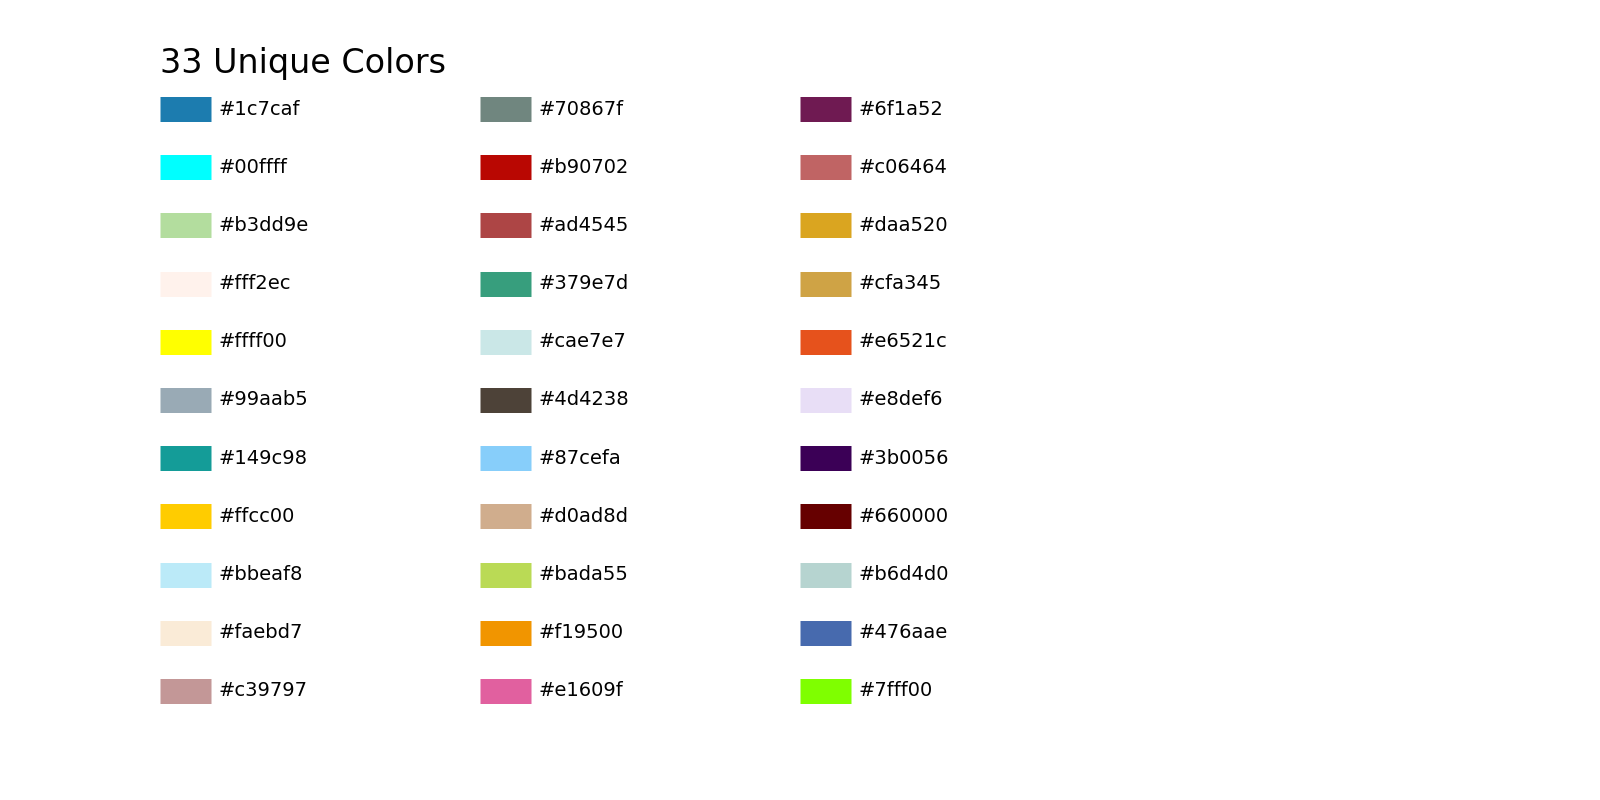 33 Unique Colors
#1c7caf
#00ffff
#b3dd9e
#fff2ec
#ffff00
#99aab5
#149c98
#ffcc00
#bbeaf8
#faebd7
#c39797
#70867f
#b90702
#ad4545
#379e7d
#cae7e7
#4d4238
#87cefa
#d0ad8d
#bada55
#f19500
#e1609f
#6f1a52
#c06464
#daa520
#cfa345
#e6521c
#e8def6
#3b0056
#660000
#b6d4d0
#476aae
#7fff00